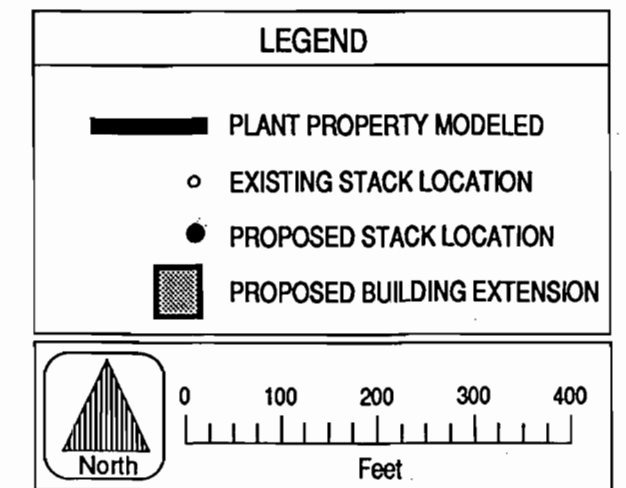 LEGEND
PLANT PROPERTY MODELED
EXISTING STACK LOCATION
PROPOSED STACK LOCATION
PROPOSED BUILDING EXTENSION
0 100 200 300 400
North
Feet